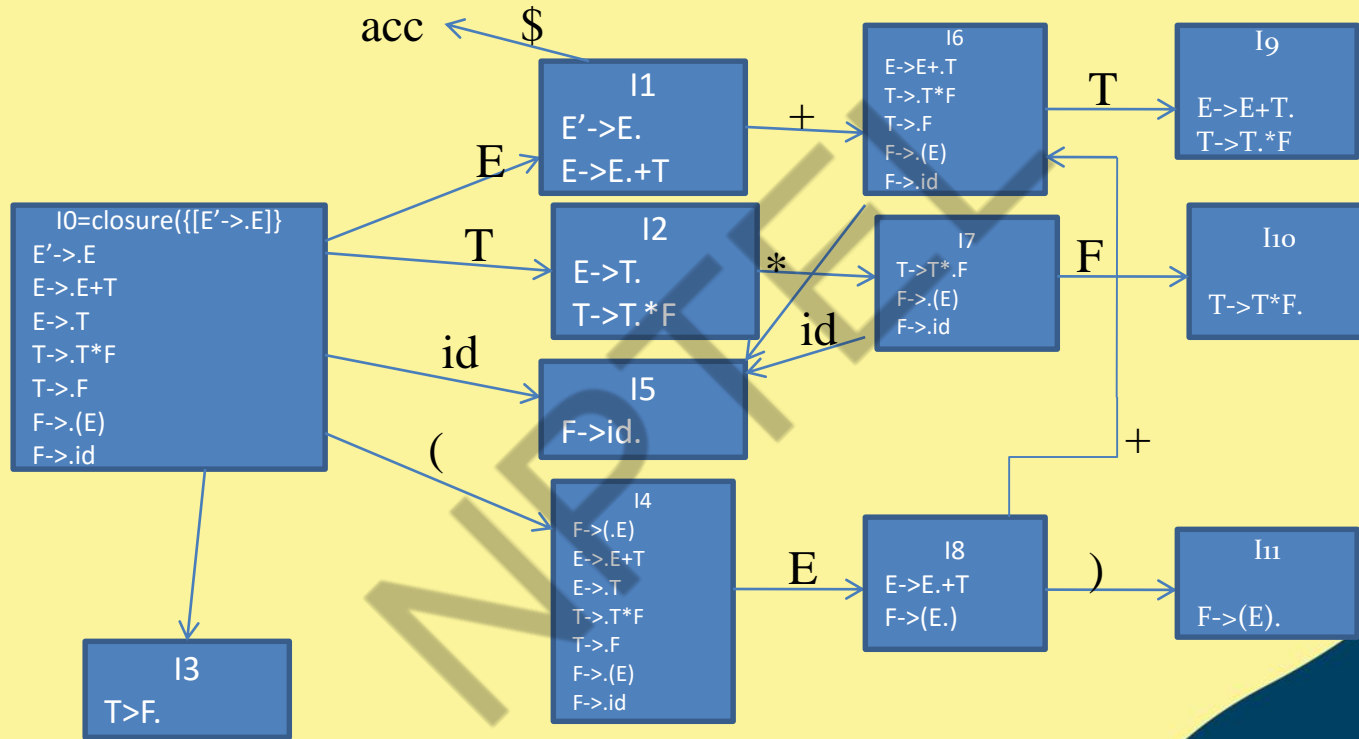 acc
$
I1
E'->E.
E->E.+T
+
I6
E->E+.T
T->.T*F
T->.F
F->.(E)
F->.id
T
I9
E->E+T.
T->T.*F
E
I0=closure({[E'->.E]}
E'->.E
E->.E+T
E->.T
T->.T*F
T->.F
F->.(E)
F->.id
T
I2
E->T.
T->T.*F
*
I7
T->T*.F
F->.(E)
F->.id
F
I10
T->T*F.
id
id
I5
F->id.
(
I4
F->(.E)
E->.E+T
E->.T
T->.T*F
T->.F
F->.(E)
F->.id
E
I8
E->E.+T
F->(E.)
+
)
I11
F->(E).
I3
T>F.
NPTEL